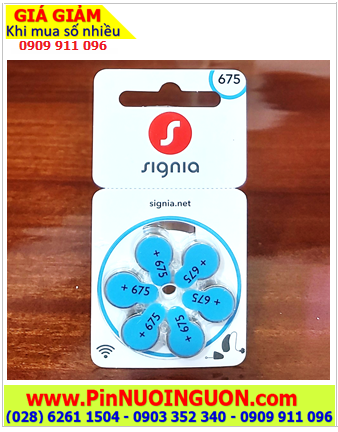 GIÁ GIẢM
Khi mua số nhiều
0909 911 096
675
signia
signia.net
+ 675
+ 675
+ 675
+ 675
+ 675
+ 675
www.PinNUOINGUON.com
(028) 6261 1504 - 0903 352 340 - 0909 911 096